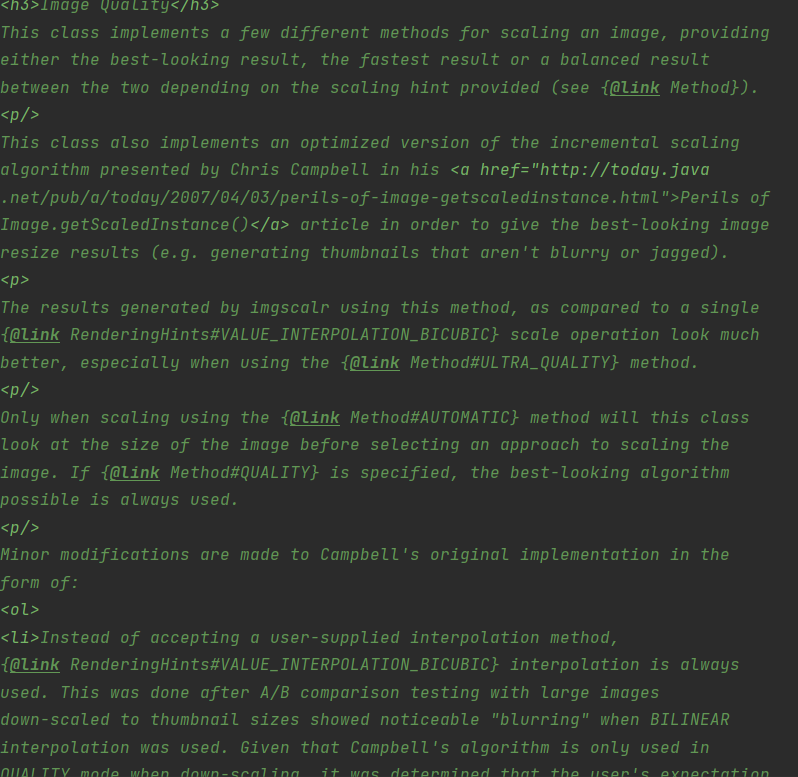 <h3>Image Quality</h3>
This class implements a few different methods for scaling an image, providing
either the best-looking result, the fastest result or a balanced result
between the two depending on the scaling hint provided (see {@link Method}).
<p/>
This class also implements an optimized version of the incremental scaling
algorithm presented by Chris Campbell in his <a href="http://today.java
.net/pub/a/today/2007/04/03/perils-of-image-getscaledinstance.html">Perils of
Image.getScaledInstance()</a> article in order to give the best-looking image
resize results (e.g. generating thumbnails that aren't blurry or jagged).
<p>
The results generated by imgscalr using this method, as compared to a single
{@link RenderingHints#VALUE_INTERPOLATION_BICUBIC} scale operation look much
better, especially when using the {@link Method#ULTRA_QUALITY} method.
<p/>
Only when scaling using the {@link Method#AUTOMATIC} method will this class
look at the size of the image before selecting an approach to scaling the
image. If {@link Method#QUALITY} is specified, the best-looking algorithm
possible is always used.
<p/>
Minor modifications are made to Campbell's original implementation in the
form of:
<ol>
<li>Instead of accepting a user-supplied interpolation method,
{@link RenderingHints#VALUE_INTERPOLATION_BICUBIC} interpolation is always
used. This was done after A/B comparison testing with large images
down-scaled to thumbnail sizes showed noticeable "blurring" when BILINEAR
interpolation was used. Given that Campbell's algorithm is only used in
QUALITY mode when down-scaling, it was determined that the user's expectation